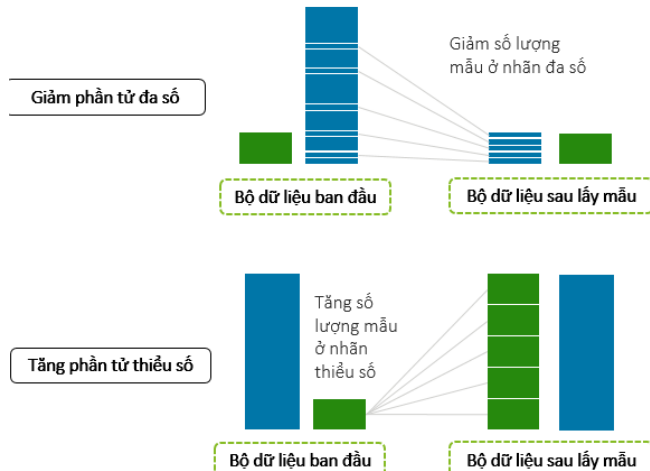 Giảm số lượng
mẫu ở nhãn đa số
Giảm phần tử đa số
Bộ dữ liệu ban đầu
Bộ dữ liệu sau lấy mẫu
Tăng số
lượng mẫu
ở nhãn
thiểu số
Tăng phần tử thiểu số
Bộ dữ liệu ban đầu
Bộ dữ liệu sau lấy mẫu